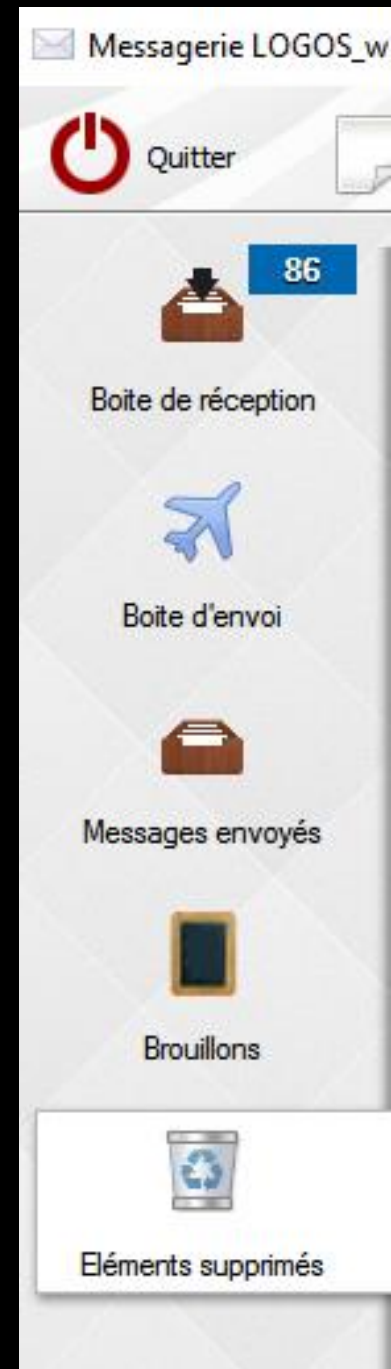 Messagerie LOGOS_w
Quitter
86
Boite de réception
Boite d'envoi
Messages envoyés
Brouillons
Eléments supprimés